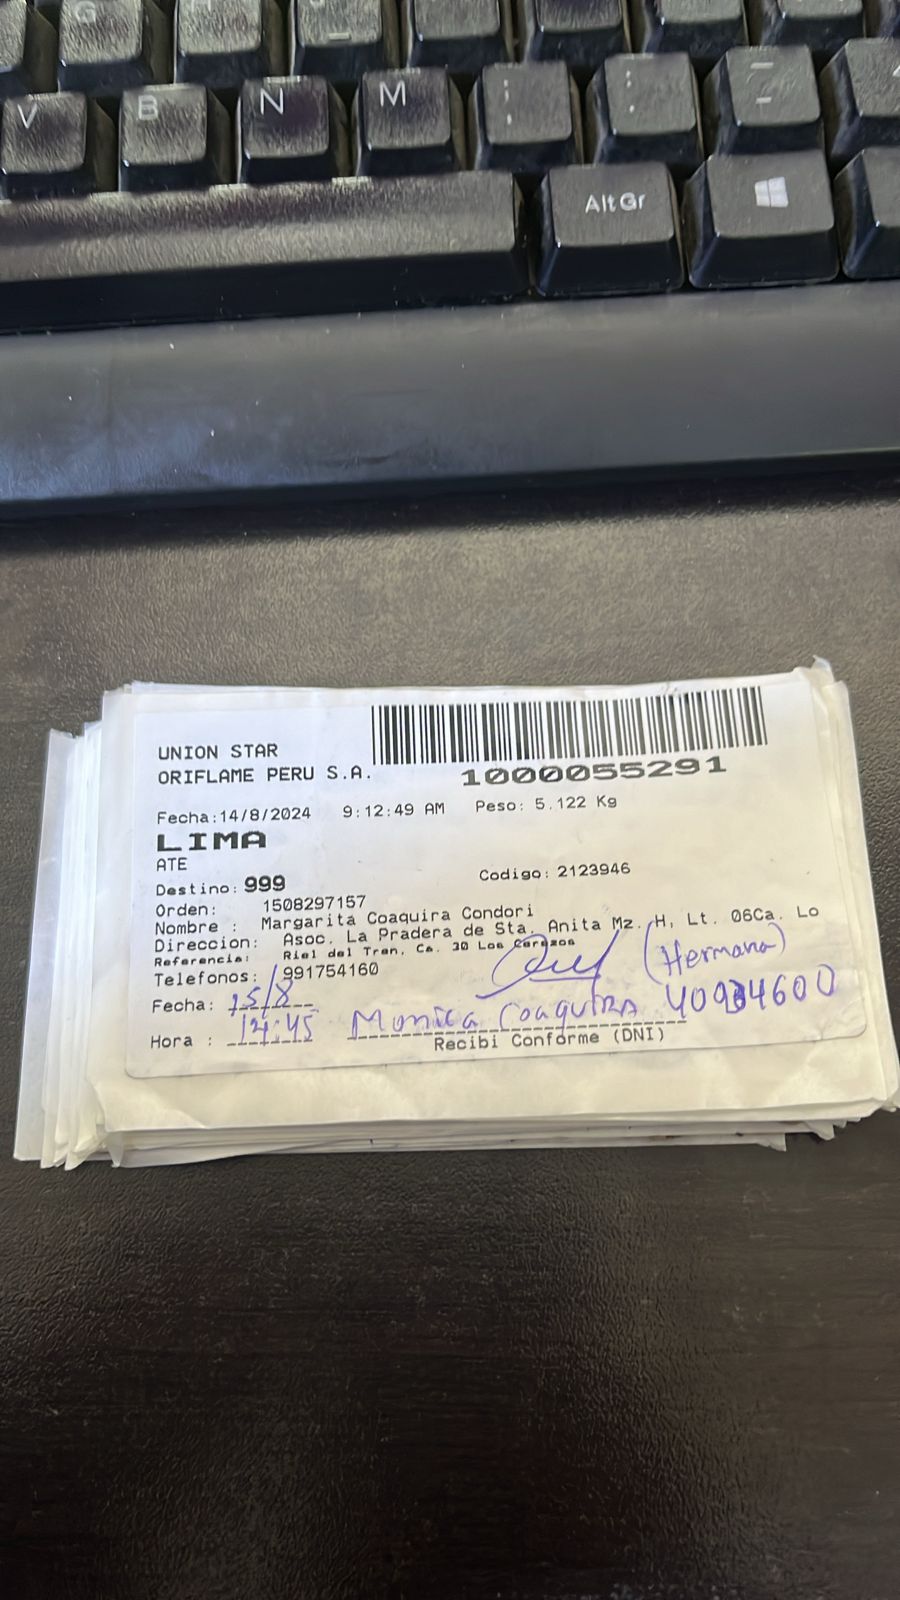 G H
V B N M ; :
, . - _
Alt Gr
UNION STAR
ORIFLAME PERU S.A.
1000055291
Fecha:14/8/2024 9:12:49 AM Peso: 5.122 Kg
LIMA
ATE
Destino: 999 Codigo: 2123946
Orden: 1508297157
Nombre : Margarita Coaquira Condori
Direccion: Asoc. La Pradera de Sta. Anita Mz. H, Lt. 06Ca. Lo
Referencia: Riel del Tren, Ca. 30 Los Cerezos
Telefonos: 991754160
(Hermana)
Fecha: 15/8
Monica Coaquira 40934600
Hora : 12:45
Recibi Conforme (DNI)